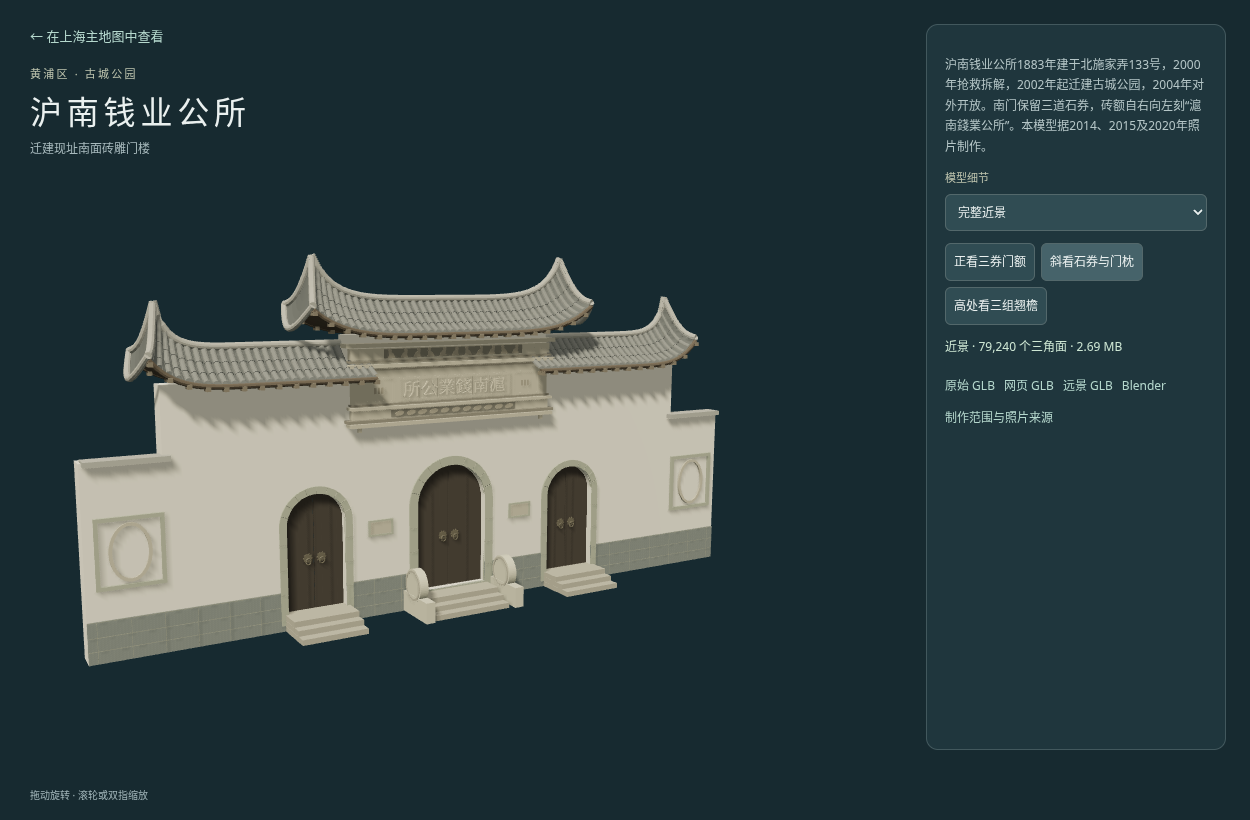 ← 在上海主地图中查看
黄浦区 · 古城公园
沪南钱业公所
迁建现址南面砖雕门楼
所公業錢南滬
拖动旋转 · 滚轮或双指缩放
沪南钱业公所1883年建于北施家弄133号，2000
年抢救拆解，2002年起迁建古城公园，2004年对
外开放。南门保留三道石券，砖额自右向左刻“滬
南錢業公所”。本模型据2014、2015及2020年照
片制作。
模型细节
完整近景
正看三券门额 斜看石券与门枕
高处看三组翘檐
近景 · 79,240 个三角面 · 2.69 MB
原始 GLB 网页 GLB 远景 GLB Blender
制作范围与照片来源